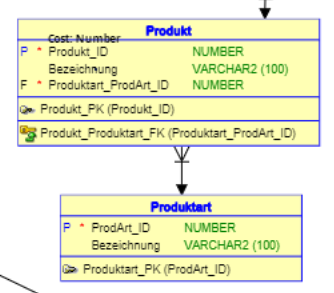 Produkt
Cost: Number
P * Produkt_ID NUMBER
Bezeichnung VARCHAR2 (100)
F * Produktart_ProdArt_ID NUMBER
Produkt_PK (Produkt_ID)
Produkt_Produktart_FK (Produktart_ProdArt_ID)
Produktart
P * ProdArt_ID NUMBER
Bezeichnung VARCHAR2 (100)
Produktart_PK (ProdArt_ID)